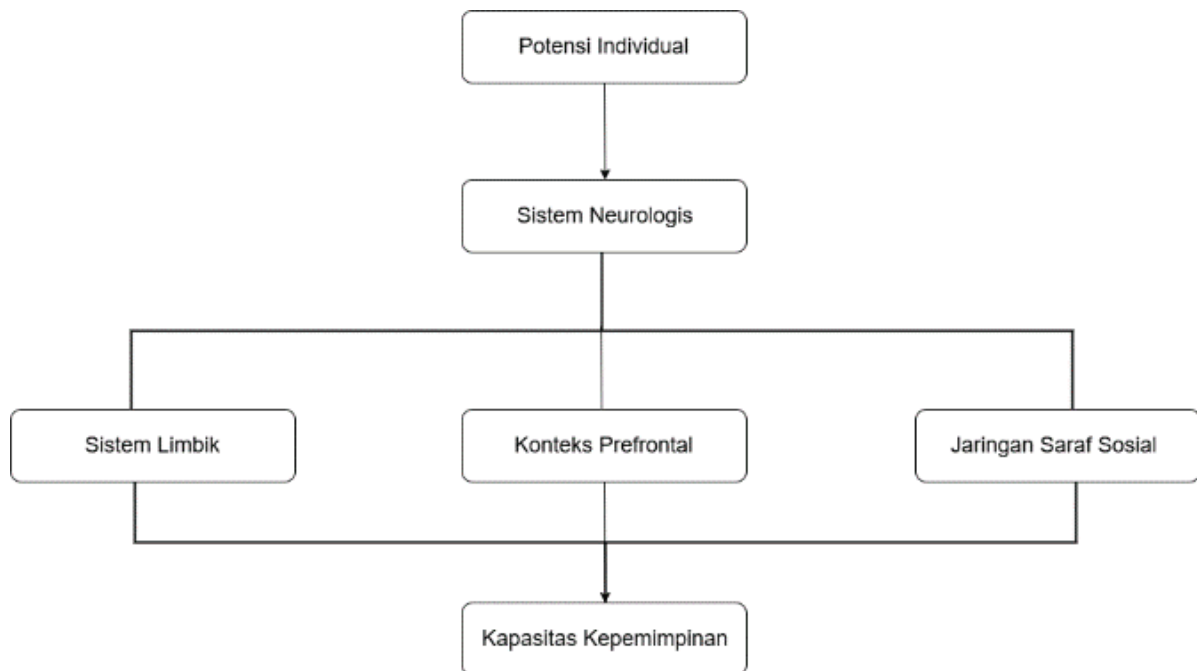 Potensi Individual
Sistem Neurologis
Sistem Limbik
Konteks Prefrontal
Jaringan Saraf Sosial
Kapasitas Kepemimpinan